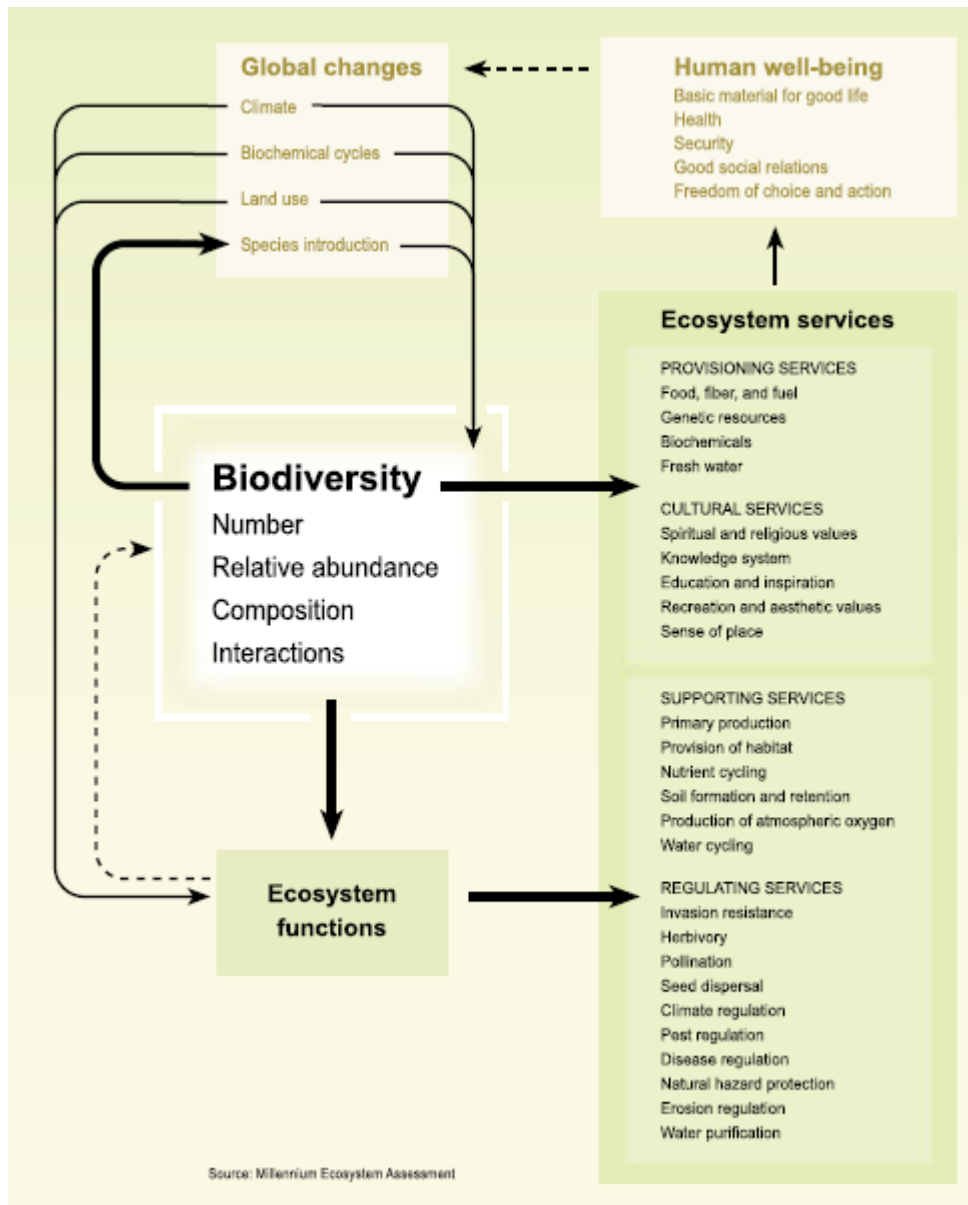 Global changes
Climate
Biochemical cycles
Land use
Species introduction
Human well-being
Basic material for good life
Health
Security
Good social relations
Freedom of choice and action
Biodiversity
Number
Relative abundance
Composition
Interactions
Ecosystem
functions
Ecosystem services
PROVISIONING SERVICES
Food, fiber, and fuel
Genetic resources
Biochemicals
Fresh water
CULTURAL SERVICES
Spiritual and religious values
Knowledge system
Education and inspiration
Recreation and aesthetic values
Sense of place
SUPPORTING SERVICES
Primary production
Provision of habitat
Nutrient cycling
Soil formation and retention
Production of atmospheric oxygen
Water cycling
REGULATING SERVICES
Invasion resistance
Herbivory
Pollination
Seed dispersal
Climate regulation
Pest regulation
Disease regulation
Natural hazard protection
Erosion regulation
Water purification
Source: Millennium Ecosystem Assessment